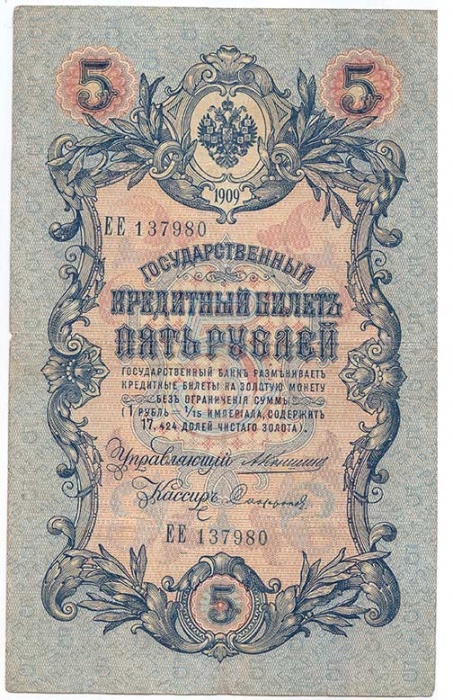 5 5
1909
ЕЕ 137980
ГОСУДАРСТВЕННЫЙ
КРЕДИТНЫЙ БИЛЕТЪ
ПЯТЬ РУБЛЕЙ
ГОСУДАРСТВЕННЫЙ БАНКЪ РАЗМѢНИВАЕТЪ
КРЕДИТНЫЕ БИЛЕТЫ НА ЗОЛОТУЮ МОНЕТУ
БЕЗЪ ОГРАНИЧЕНІЯ СУММЫ
(1 РУБЛЬ = 1/15 ИМПЕРІАЛА, СОДЕРЖИТЪ
17,424 ДОЛЕЙ ЧИСТАГО ЗОЛОТА).
Управляющій
Кассиръ
ЕЕ 137980
5